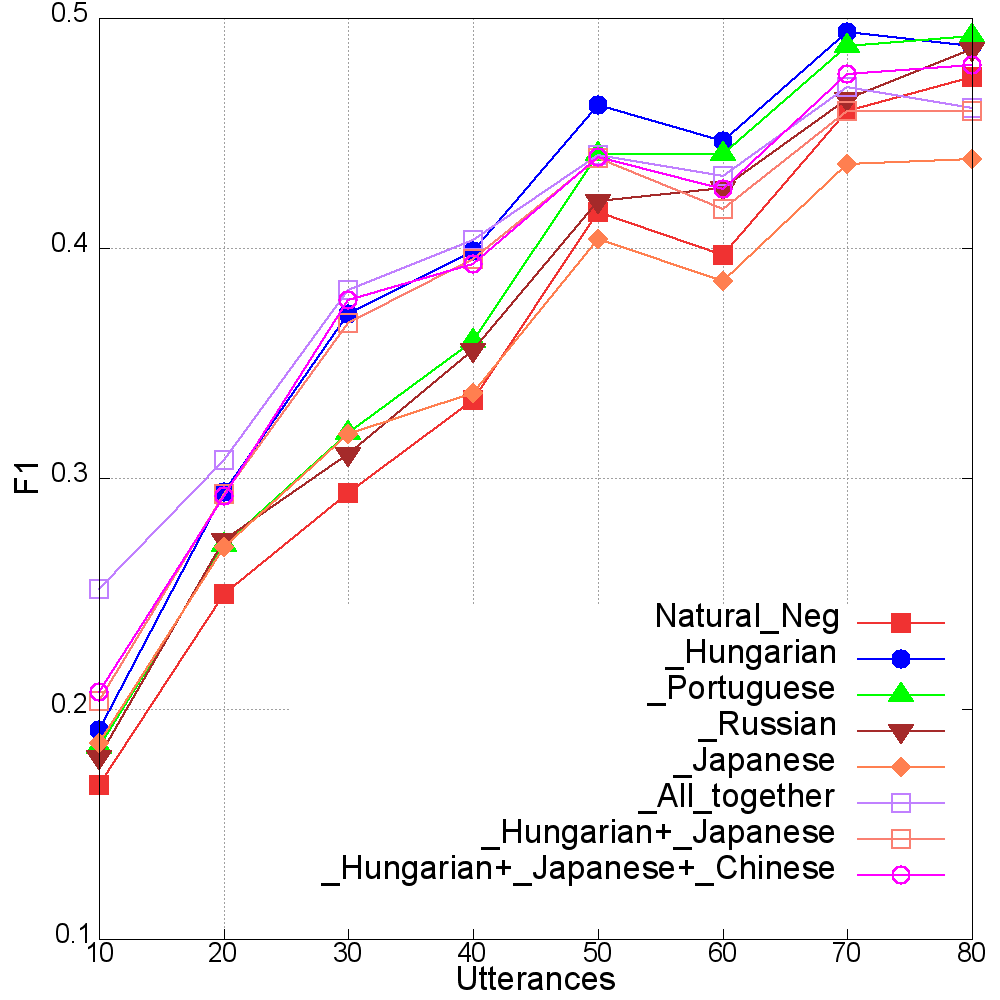 0.5
0.4
0.3
0.2
0.1
F1
Natural_Neg
_Hungarian
_Portuguese
_Russian
_Japanese
_All_together
_Hungarian+_Japanese
_Hungarian+_Japanese+_Chinese
10 20 30 40 50 60 70 80
Utterances